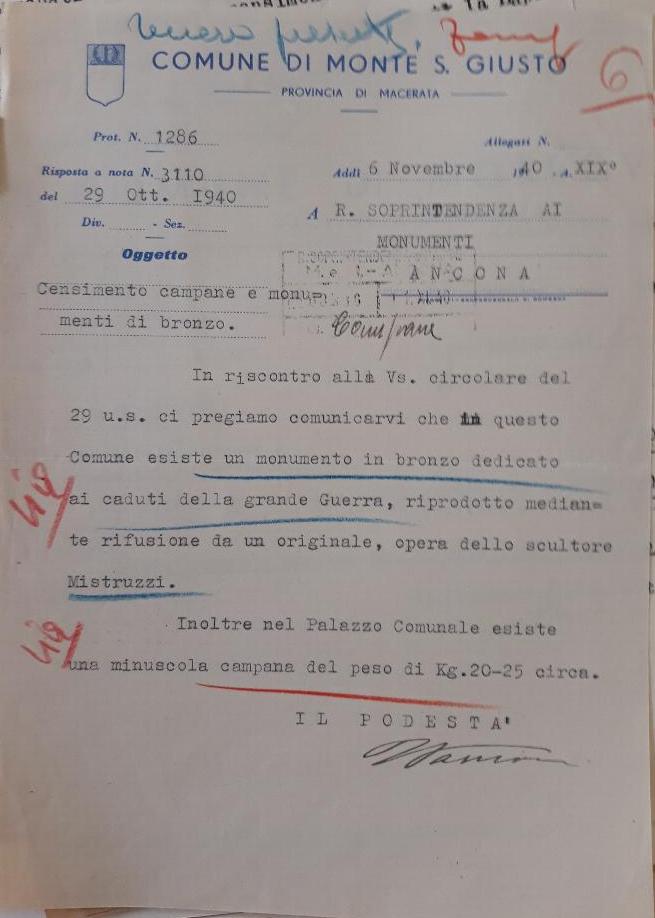 COMUNE DI MONTE S. GIUSTO
PROVINCIA DI MACERATA
6
Prot. N. 1286
Allegati N.
Risposta a nota N. 3110
Addì 6 Novembre 1940 . A. XIXº
del 29 Ott. I940
A R. SOPRINTENDENZA AI
Div. - Sez.
MONUMENTI
Oggetto
ANCONA
Censimento campane e monu=
menti di bronzo.
Campane
In riscontro alla Vs. circolare del
29 u.s. ci pregiamo comunicarvi che in questo
Comune esiste un monumento in bronzo dedicato
ai caduti della grande Guerra, riprodotto median=
te rifusione da un originale, opera dello scultore
Mistruzzi.
Inoltre nel Palazzo Comunale esiste
una minuscola campana del peso di Kg.20-25 circa.
IL PODESTA'